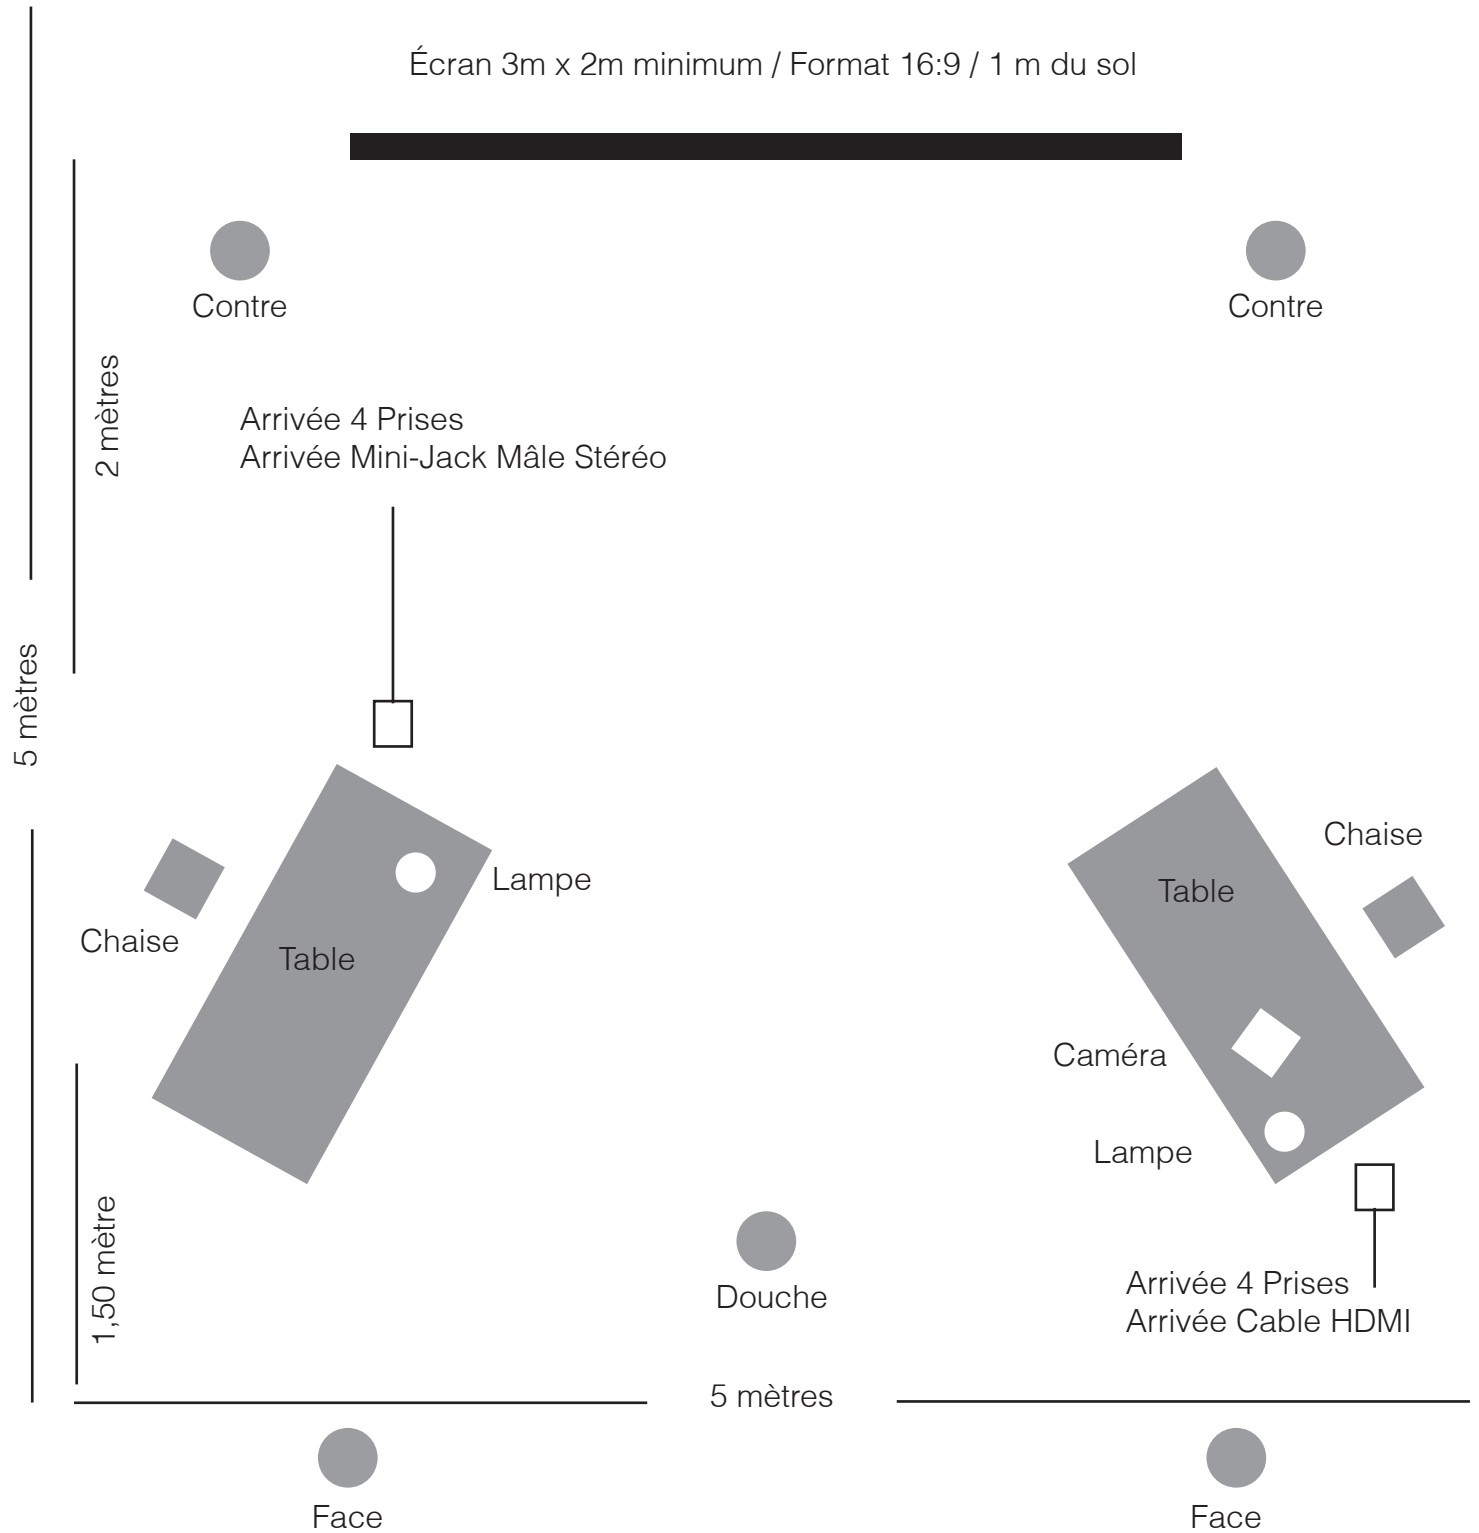 Écran 3m x 2m minimum / Format 16:9 / 1 m du sol
Contre
Contre
2 mètres
Arrivée 4 Prises
Arrivée Mini-Jack Mâle Stéréo
5 mètres
Chaise
Lampe
Table
Chaise
Table
Caméra
Lampe
1,50 mètre
Douche
Arrivée 4 Prises
Arrivée Cable HDMI
5 mètres
Face
Face